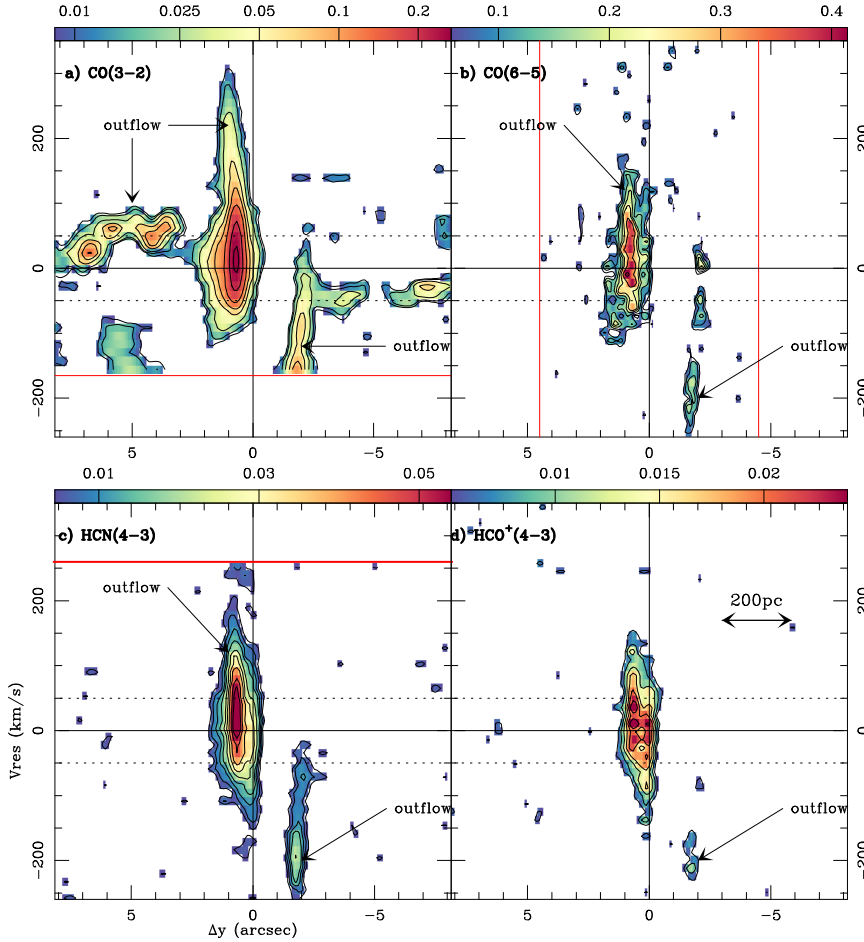 0.01 0.025 0.05 0.1 0.2 0.1 0.2 0.3 0.4
a) CO(3−2) b) CO(6−5)
outflow outflow
200 200
0 0
outflow outflow
−200 −200
5 0 −5 5 0 −5
0.01 0.03 0.05 0.01 0.015 0.02
c) HCN(4−3) d) HCO+(4−3)
outflow
200 200pc 200
0 0
Vres (km/s)
outflow outflow
−200 −200
5 0 −5 5 0 −5
Δy (arcsec)